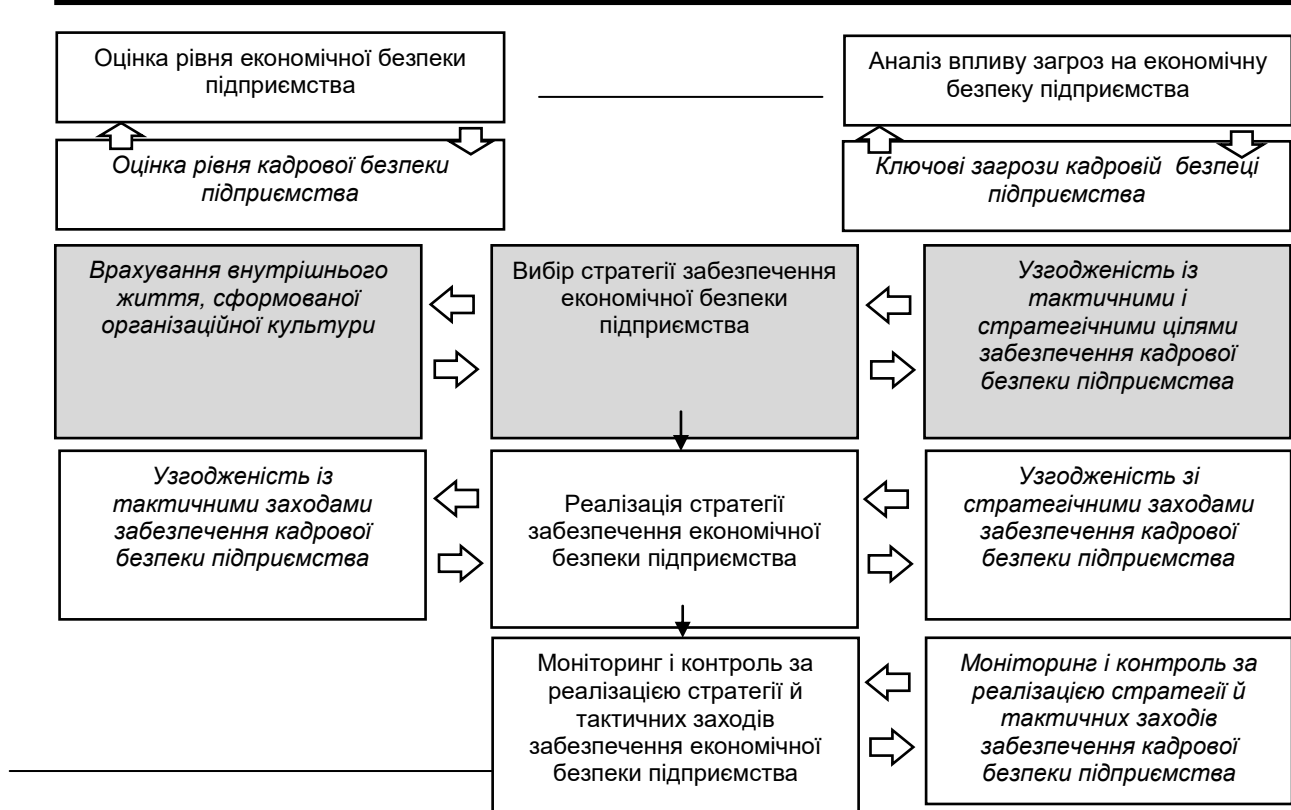 Оцінка рівня економічної безпеки
підприємства
Аналіз впливу загроз на економічну
безпеку підприємства
Оцінка рівня кадрової безпеки
підприємства
Ключові загрози кадровій безпеці
підприємства
Врахування внутрішнього
життя, сформованої
організаційної культури
Вибір стратегії забезпечення
економічної безпеки
підприємства
Узгодженість із
тактичними і
стратегічними цілями
забезпечення кадрової
безпеки підприємства
Узгодженість із
тактичними заходами
забезпечення кадрової
безпеки підприємства
Реалізація стратегії
забезпечення економічної
безпеки підприємства
Узгодженість зі
стратегічними заходами
забезпечення кадрової
безпеки підприємства
Моніторинг і контроль за
реалізацією стратегії й
тактичних заходів
забезпечення економічної
безпеки підприємства
Моніторинг і контроль за
реалізацією стратегії й
тактичних заходів
забезпечення кадрової
безпеки підприємства